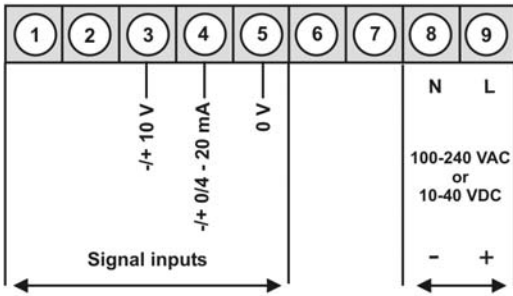 1 2 3 4 5 6 7 8 9
-/+ 10 V
-/+ 0/4 - 20 mA
0 V
N L
100-240 VAC
or
10-40 VDC
- +
Signal inputs